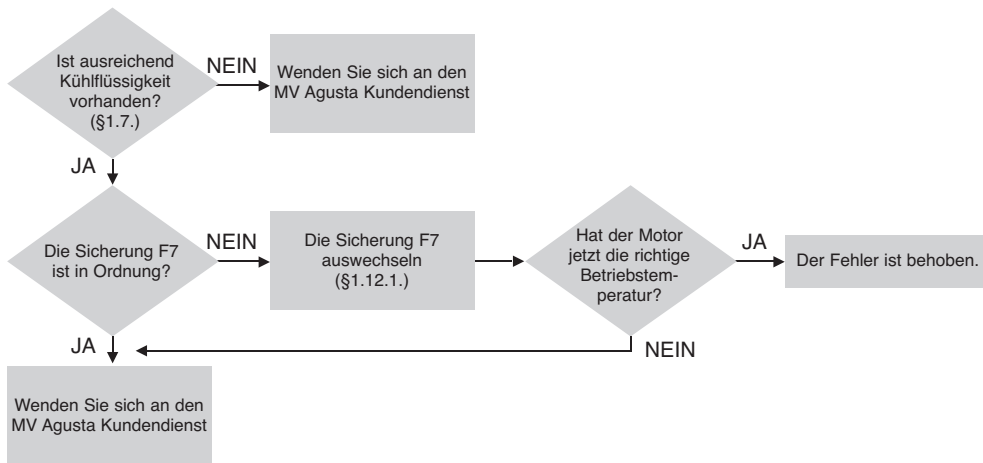 Ist ausreichend
Kühlflüssigkeit
vorhanden?
(§1.7.)
NEIN
Wenden Sie sich an den
MV Agusta Kundendienst
JA
Die Sicherung F7
ist in Ordnung?
NEIN
Die Sicherung F7
auswechseln
(§1.12.1.)
Hat der Motor
jetzt die richtige
Betriebstem-
peratur?
JA
Der Fehler ist behoben.
JA
NEIN
Wenden Sie sich an den
MV Agusta Kundendienst